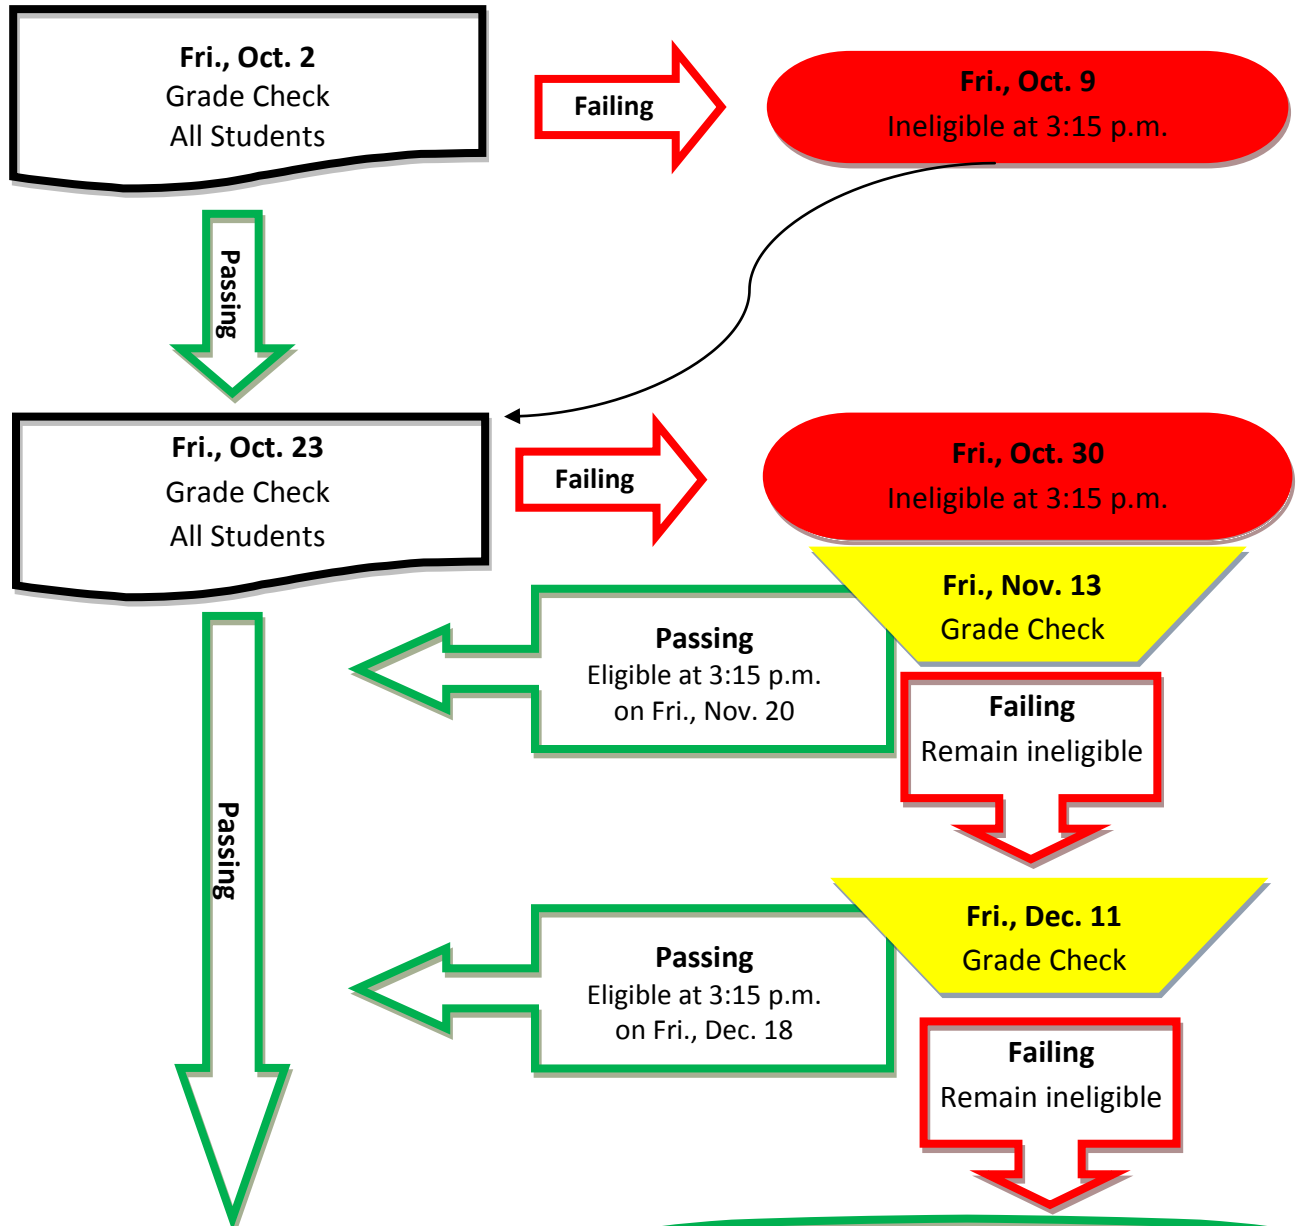 Fri., Oct. 2
Grade Check
All Students
Failing
Fri., Oct. 9
Ineligible at 3:15 p.m.
Passing
Fri., Oct. 23
Grade Check
All Students
Failing
Fri., Oct. 30
Ineligible at 3:15 p.m.
Fri., Nov. 13
Grade Check
Passing
Eligible at 3:15 p.m.
on Fri., Nov. 20
Failing
Remain ineligible
Passing
Fri., Dec. 11
Grade Check
Passing
Eligible at 3:15 p.m.
on Fri., Dec. 18
Failing
Remain ineligible